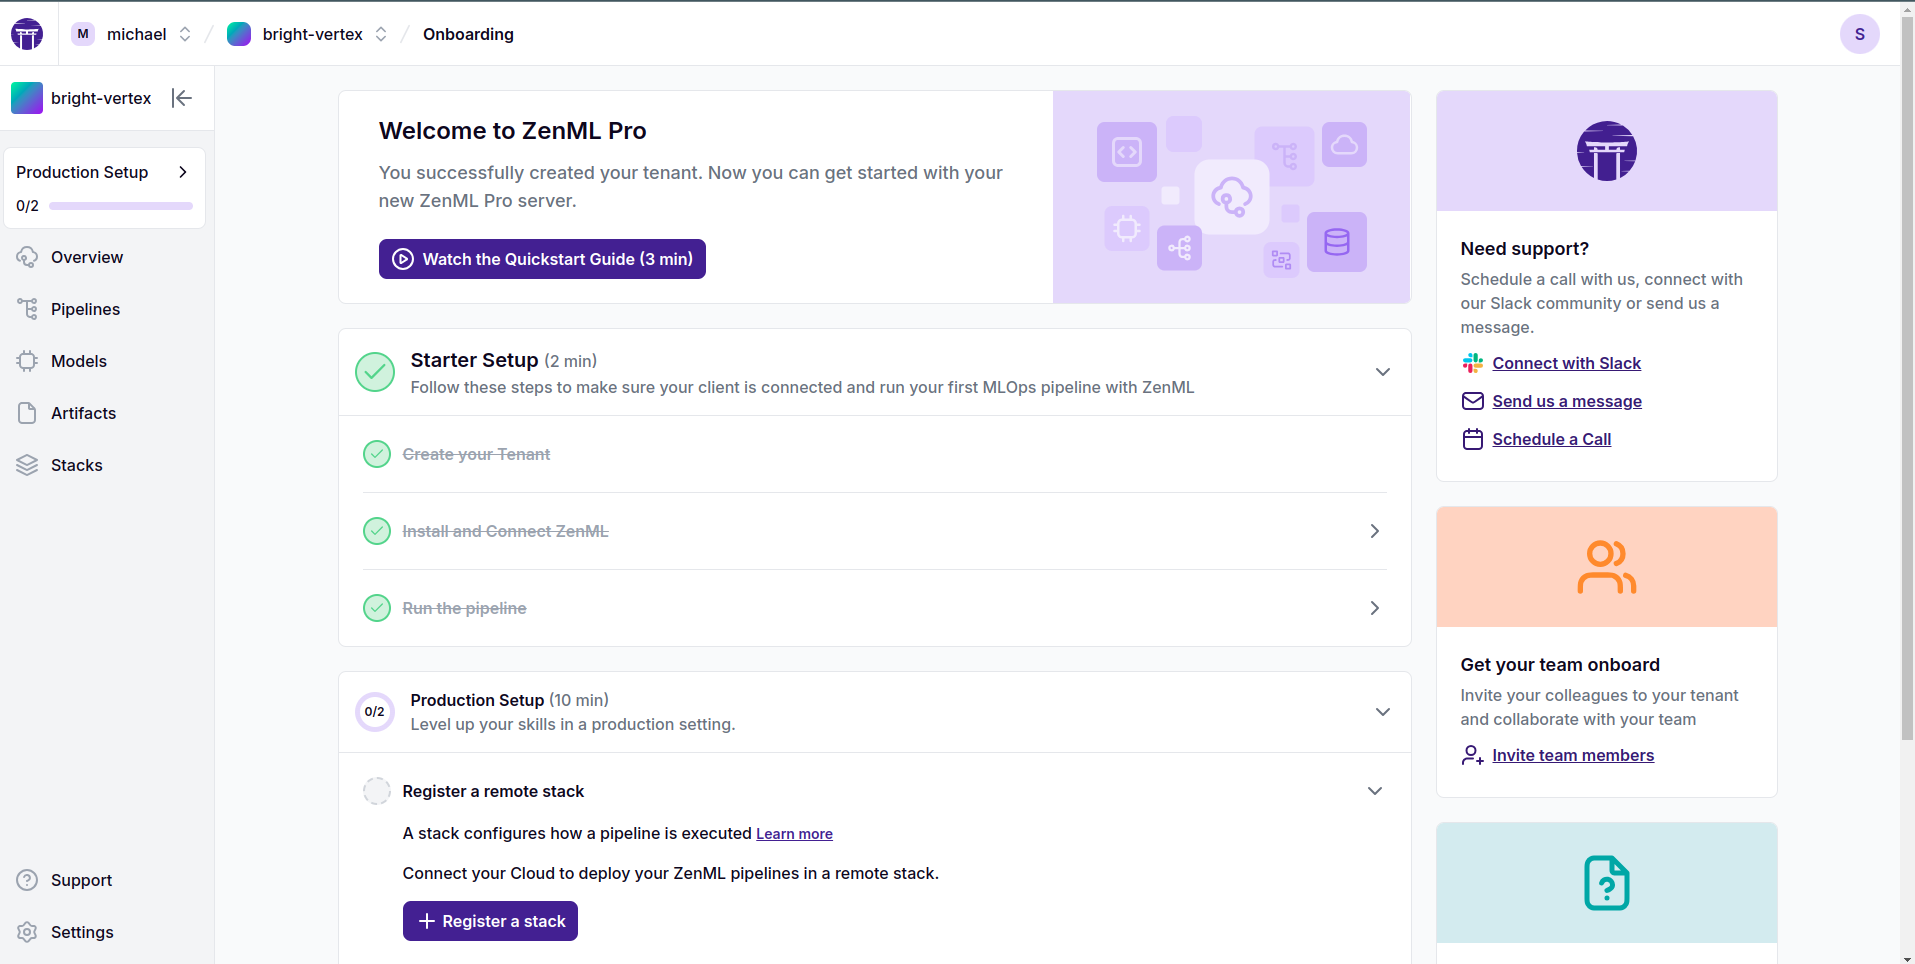 M michael / bright-vertex / Onboarding
S
bright-vertex
Production Setup
0/2
Overview
Pipelines
Models
Artifacts
Stacks
Support
Settings
Welcome to ZenML Pro
You successfully created your tenant. Now you can get started with your
new ZenML Pro server.
Watch the Quickstart Guide (3 min)
Starter Setup (2 min)
Follow these steps to make sure your client is connected and run your first MLOps pipeline with ZenML
Create your Tenant
Install and Connect ZenML
Run the pipeline
0/2
Production Setup (10 min)
Level up your skills in a production setting.
Register a remote stack
A stack configures how a pipeline is executed Learn more
Connect your Cloud to deploy your ZenML pipelines in a remote stack.
Register a stack
Need support?
Schedule a call with us, connect with
our Slack community or send us a
message.
Connect with Slack
Send us a message
Schedule a Call
Get your team onboard
Invite your colleagues to your tenant
and collaborate with your team
Invite team members